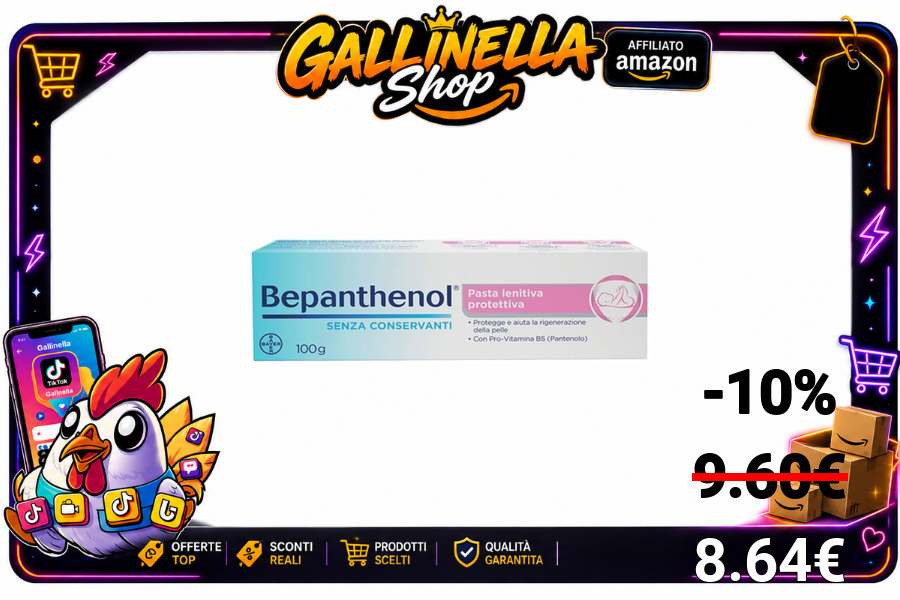 GALLINELLA
Shop
AFFILIATO
amazon
Bepanthenol®
SENZA CONSERVANTI
BAYER
100g
Pasta lenitiva
protettiva
• Protegge e aiuta la rigenerazione
della pelle
• Con Pro-Vitamina B5 (Pantenolo)
Gallinella
TikTok
Gallinella
-10%
9.60€
8.64€
OFFERTE
TOP
SCONTI
REALI
PRODOTTI
SCELTI
QUALITÀ
GARANTITA